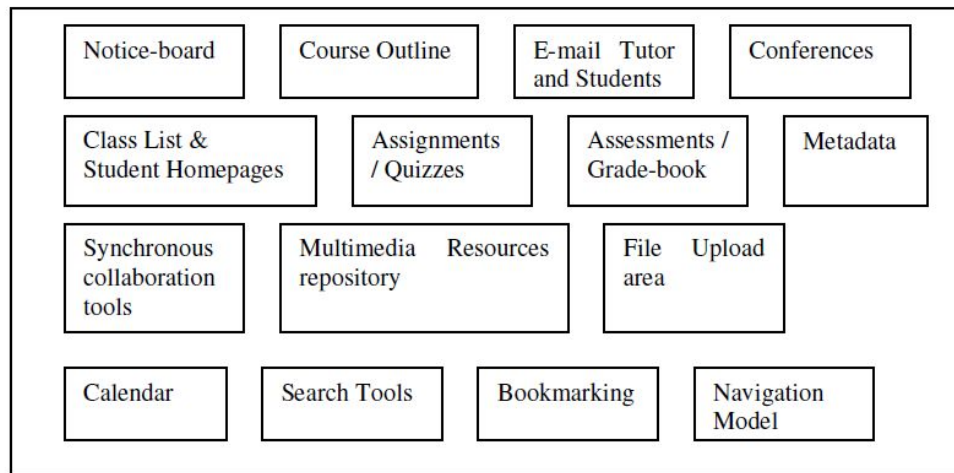 Notice-board
Course Outline
E-mail Tutor
and Students
Conferences
Class List &
Student Homepages
Assignments
/ Quizzes
Assessments /
Grade-book
Metadata
Synchronous
collaboration
tools
Multimedia Resources
repository
File Upload
area
Calendar
Search Tools
Bookmarking
Navigation
Model